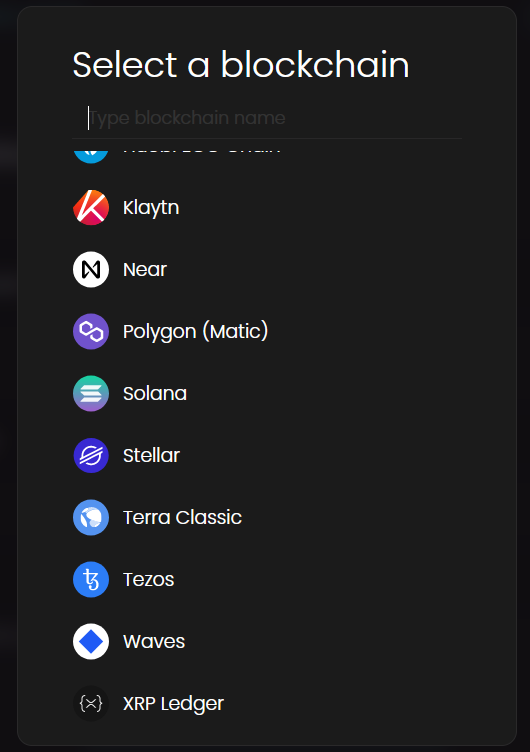 Select a blockchain
Type blockchain name
Klaytn
Near
Polygon (Matic)
Solana
Stellar
Terra Classic
Tezos
Waves
XRP Ledger